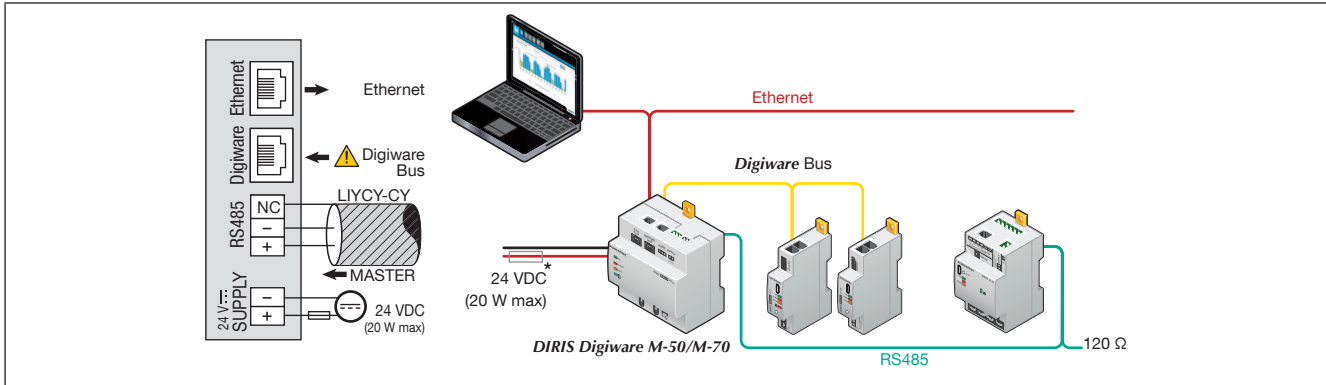 Ethernet
Ethernet
Digiware
Digiware
Bus
LIYCY-CY
RS485
NC
–
+
MASTER
24 V⎓
SUPPLY
–
+
24 VDC
(20 W max)
Ethernet
Digiware Bus
24 VDC
*
(20 W max)
DIRIS Digiware M-50/M-70
RS485
120 Ω